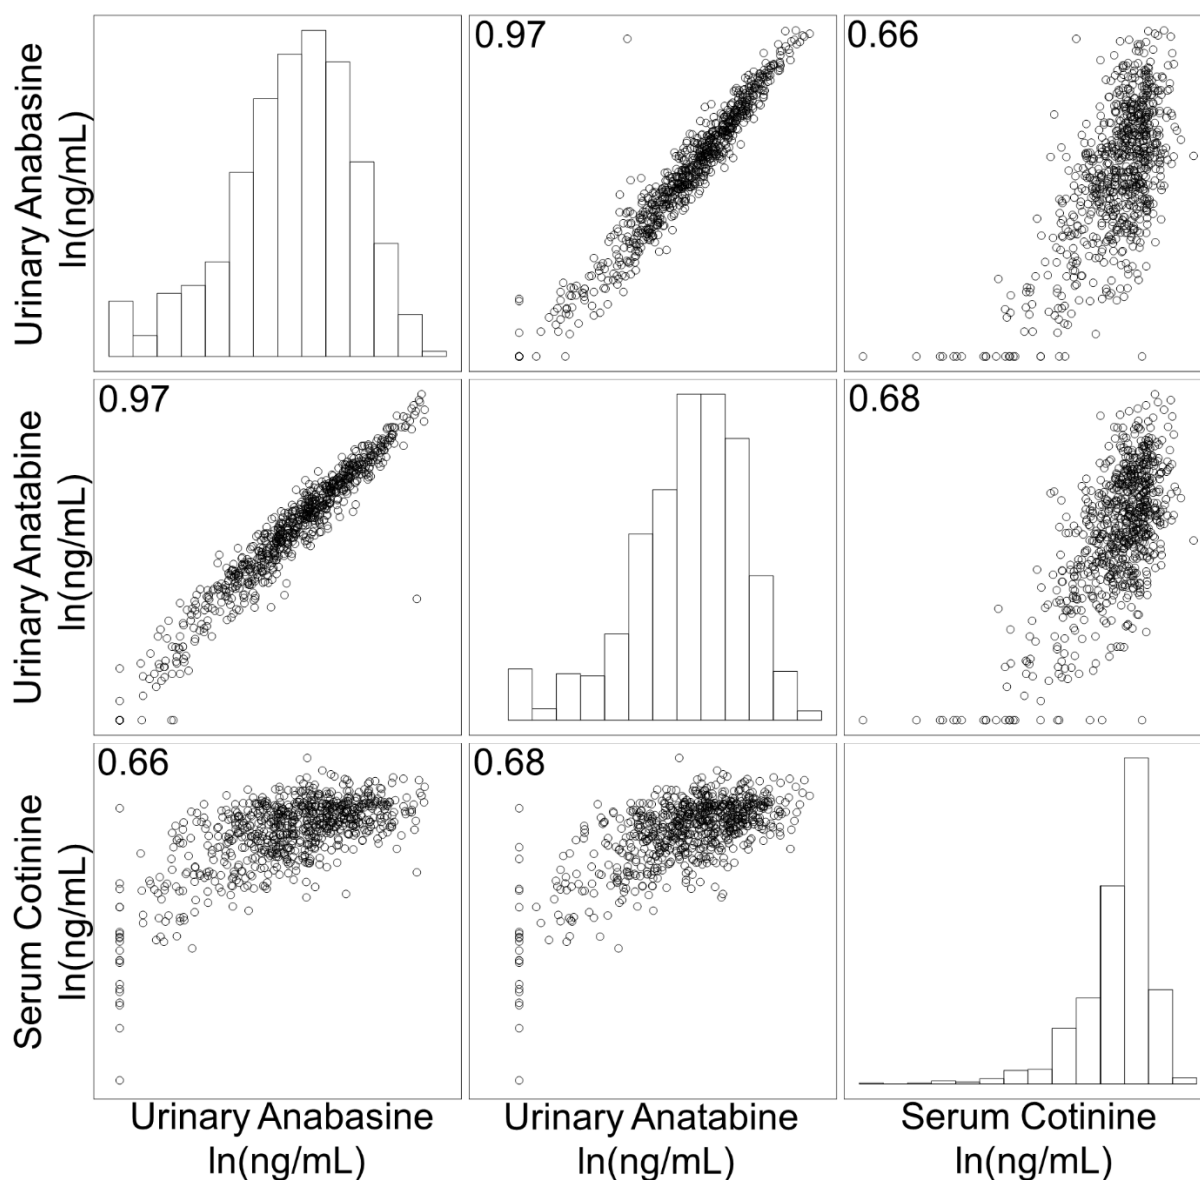 Urinary Anabasine
ln(ng/mL)
0.97
0.66
Urinary Anatabine
ln(ng/mL)
0.97
0.68
Serum Cotinine
ln(ng/mL)
0.66
0.68
Urinary Anabasine
ln(ng/mL)
Urinary Anatabine
ln(ng/mL)
Serum Cotinine
ln(ng/mL)